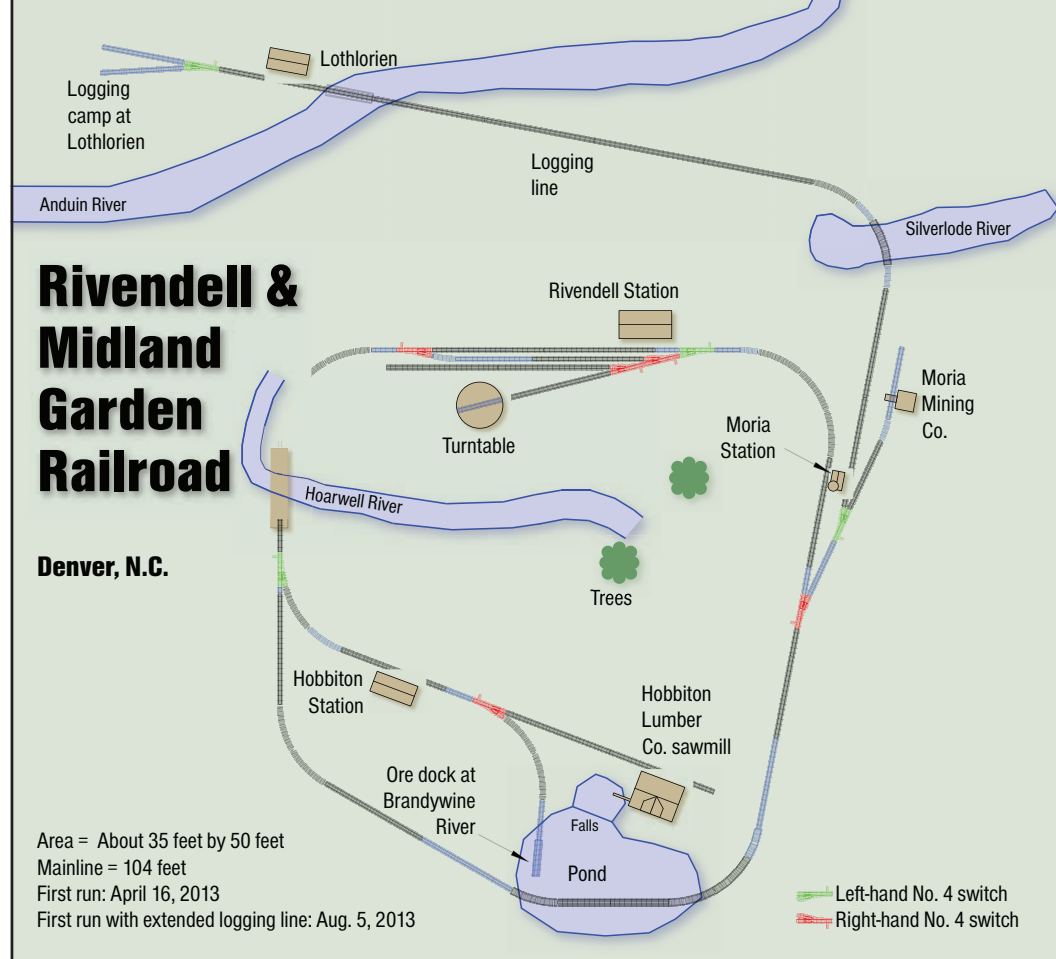 Lothlorien
Logging
camp at
Lothlorien
Logging
line
Anduin River
Silverlode River
Rivendell &
Midland
Garden
Railroad
Denver, N.C.
Rivendell Station
Turntable
Moria
Station
Moria
Mining
Co.
Hoarwell River
Trees
Hobbiton
Station
Hobbiton
Lumber
Co. sawmill
Ore dock at
Brandywine
River
Falls
Pond
Area = About 35 feet by 50 feet
Mainline = 104 feet
First run: April 16, 2013
First run with extended logging line: Aug. 5, 2013
Left-hand No. 4 switch
Right-hand No. 4 switch